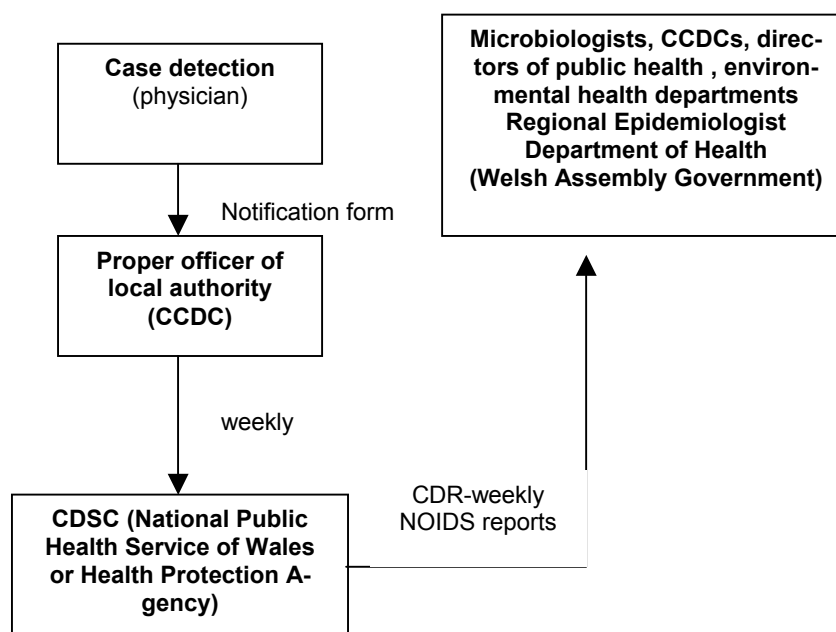 Case detection
(physician)
Notification form
Proper officer of
local authority
(CCDC)
weekly
CDSC (National Public
Health Service of Wales
or Health Protection A-
gency)
CDR-weekly
NOIDS reports
Microbiologists, CCDCs, direc-
tors of public health , environ-
mental health departments
Regional Epidemiologist
Department of Health
(Welsh Assembly Government)